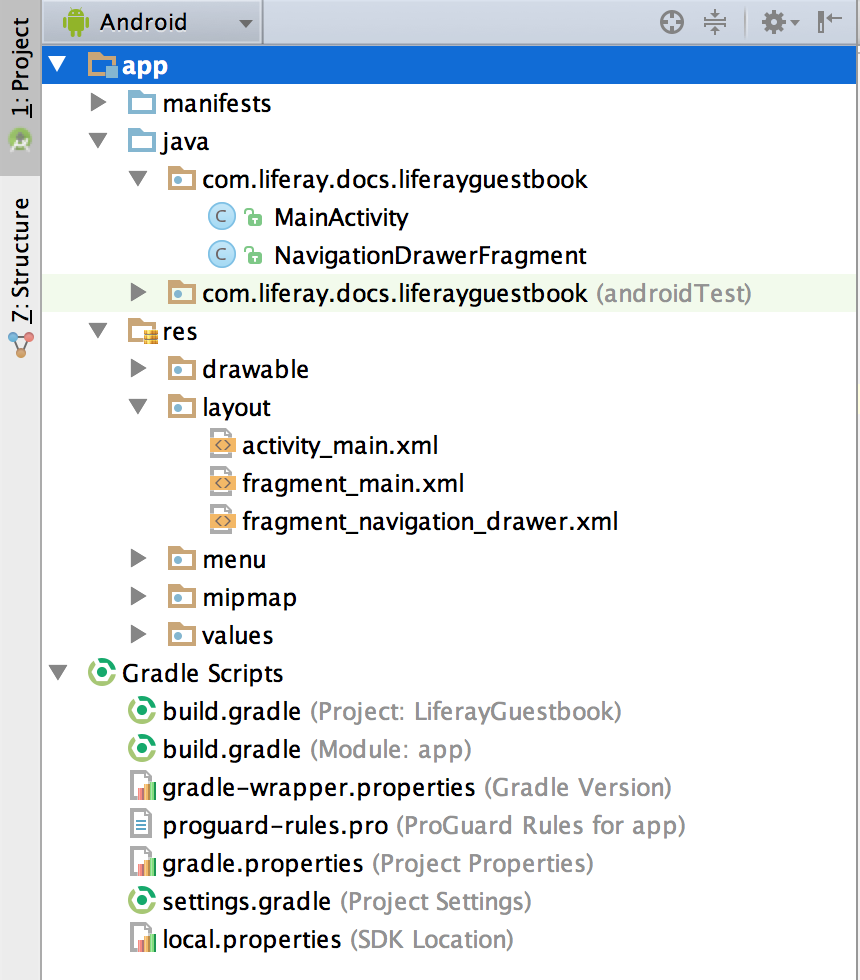 Android
1: Project
7: Structure
app
manifests
java
com.liferay.docs.liferayguestbook
C MainActivity
C NavigationDrawerFragment
com.liferay.docs.liferayguestbook (androidTest)
res
drawable
layout
activity_main.xml
fragment_main.xml
fragment_navigation_drawer.xml
menu
mipmap
values
Gradle Scripts
build.gradle (Project: LiferayGuestbook)
build.gradle (Module: app)
gradle-wrapper.properties (Gradle Version)
proguard-rules.pro (ProGuard Rules for app)
gradle.properties (Project Properties)
settings.gradle (Project Settings)
local.properties (SDK Location)